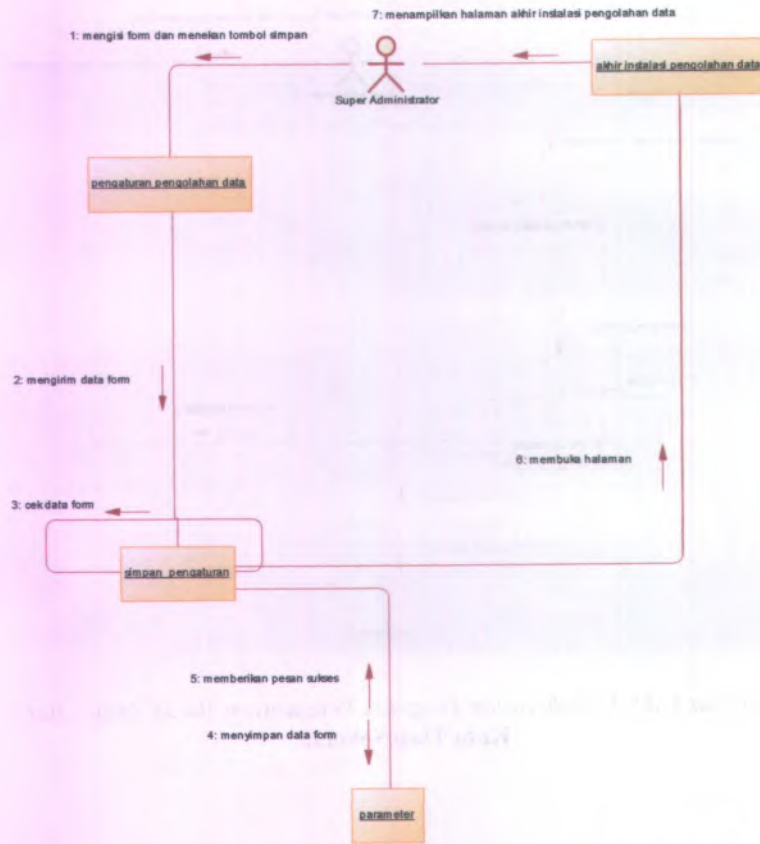 7: menampilkan halaman akhir instalasi pengolahan data
1: mengisi form dan menekan tombol simpan
akhir instalasi pengolahan data
Super Administrator
pengaturan pengolahan data
2: mengirim data form
6: membuka halaman
3: cek data form
simpan_pengaturan
5: memberikan pesan sukses
4: menyimpan data form
parameter